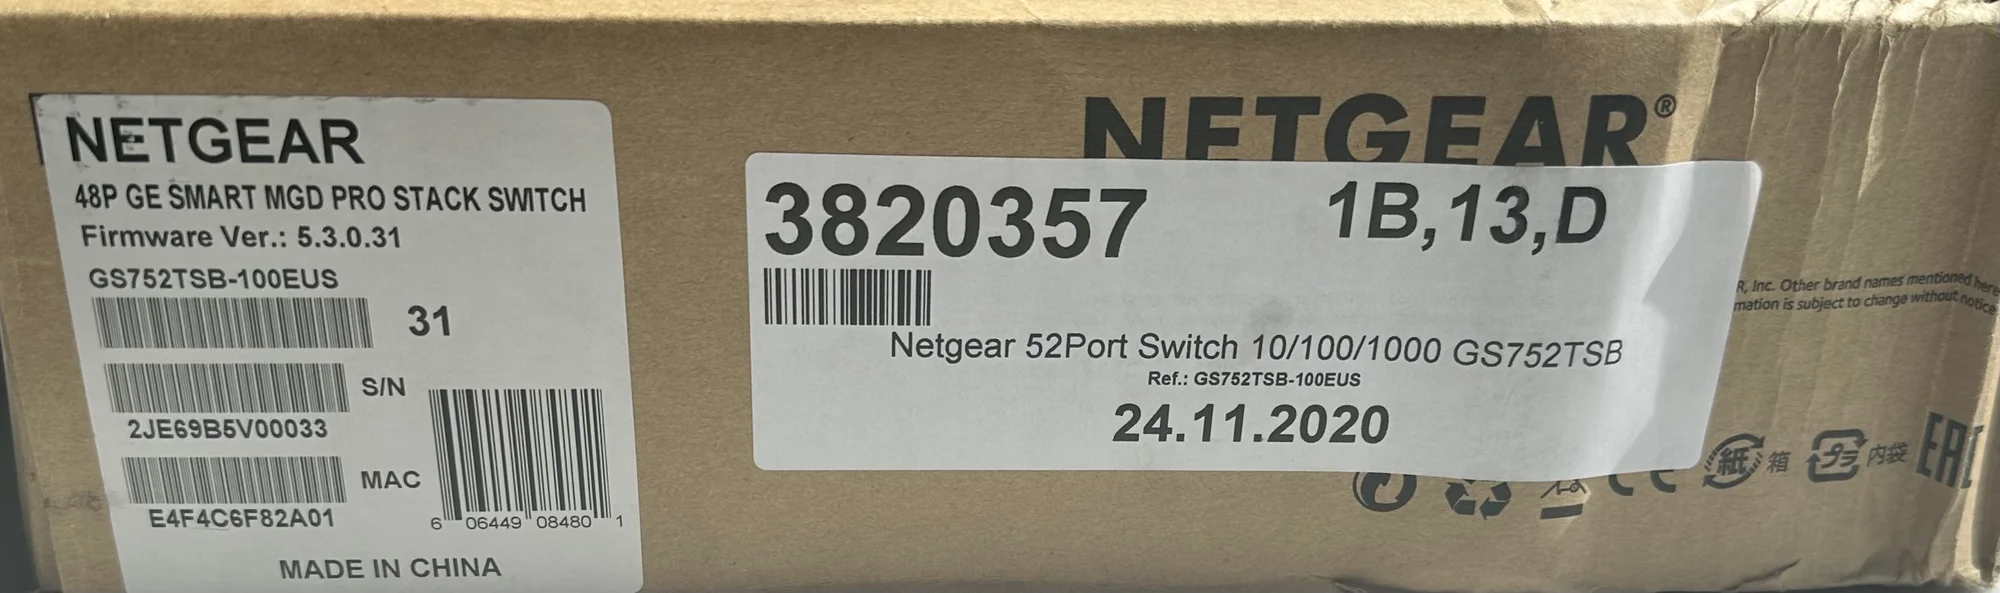 NETGEAR
48P GE SMART MGD PRO STACK SWITCH
Firmware Ver.: 5.3.0.31
GS752TSB-100EUS
31
S/N
2JE69B5V00033
MAC
E4F4C6F82A01
6 06449 08480 1
MADE IN CHINA
NETGEAR®
3820357 1B,13,D
Netgear 52Port Switch 10/100/1000 GS752TSB
Ref.: GS752TSB-100EUS
24.11.2020
R, Inc. Other brand names mentioned here
mation is subject to change without notice.
紙 箱 プラ 内袋 EAC